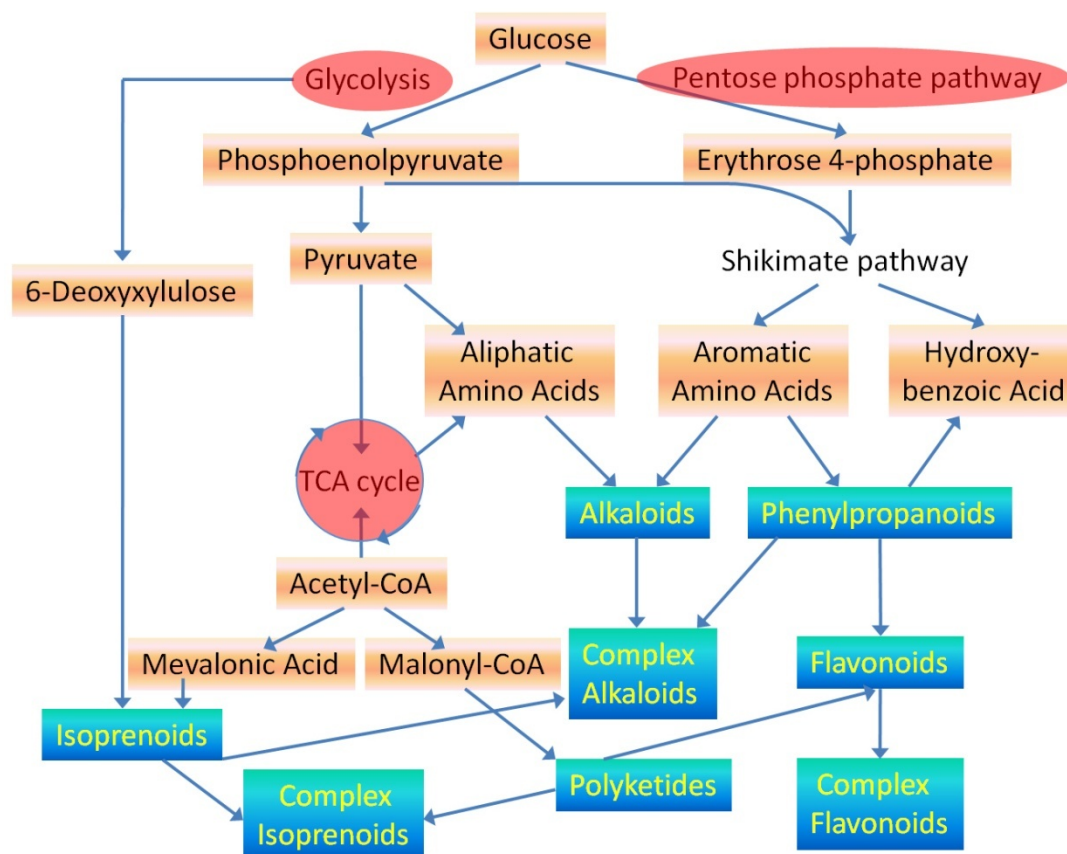 Glucose
Glycolysis
Pentose phosphate pathway
Phosphoenolpyruvate
Erythrose 4-phosphate
Pyruvate
Shikimate pathway
6-Deoxyxylulose
Aliphatic
Amino Acids
Aromatic
Amino Acids
Hydroxy-
benzoic Acid
TCA cycle
Alkaloids
Phenylpropanoids
Acetyl-CoA
Mevalonic Acid
Malonyl-CoA
Complex
Alkaloids
Flavonoids
Isoprenoids
Complex
Isoprenoids
Polyketides
Complex
Flavonoids